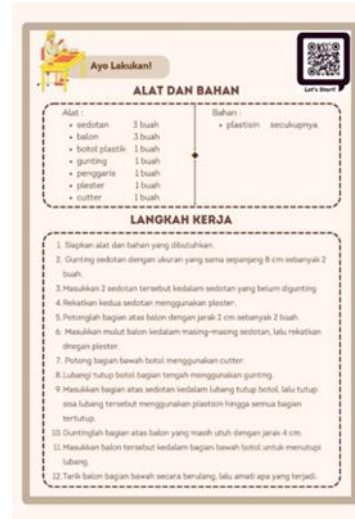 Ayo Lakukan!
Let's Start!
ALAT DAN BAHAN
Alat :
• sedotan 3 buah
• balon 3 buah
• botol plastik 1 buah
• gunting 1 buah
• penggaris 1 buah
• plester 1 buah
• cutter 1 buah
Bahan :
• plastisin secukupnya
LANGKAH KERJA
1. Siapkan alat dan bahan yang dibutuhkan.
2. Gunting sedotan dengan ukuran yang sama sepanjang 8 cm sebanyak 2
buah.
3. Masukkan 2 sedotan tersebut kedalam sedotan yang belum digunting
4. Rekatkan kedua sedotan menggunakan plester.
5. Potonglah bagian atas balon dengan jarak 2 cm sebanyak 2 buah.
6. Masukkan mulut balon kedalam masing-masing sedotan, lalu rekatkan
dnegan plester.
7. Potong bagian bawah botol menggunakan cutter.
8. Lubangi tutup botol bagian tengah menggunakan gunting.
9. Masukkan bagian atas sedotan kedalam lubang tutup botol, lalu tutup
sisa lubang tersebut menggunakan plastisin hingga semua bagian
tertutup.
10. Guntinglah bagian atas balon yang masih utuh dengan jarak 4 cm.
11. Masukkan balon tersebut kedalam bagian bawah botol untuk menutupi
lubang.
12. Tarik balon bagian bawah secara berulang, lalu amati apa yang terjadi.